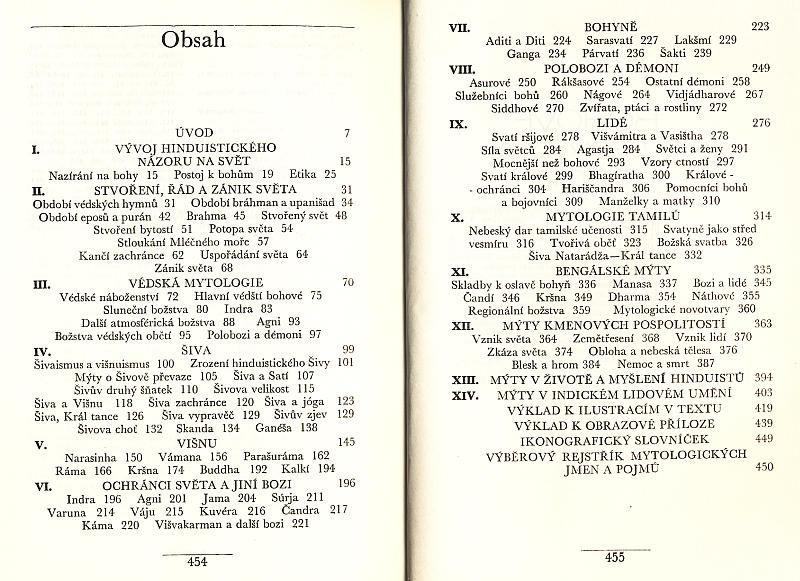 Obsah
ÚVOD 7
I. VÝVOJ HINDUISTICKÉHO
NÁZORU NA SVĚT 15
Nazírání na bohy 15 Postoj k bohům 19 Etika 25
II. STVOŘENÍ, ŘÁD A ZÁNIK SVĚTA 31
Období védských hymnů 31 Období bráhman a upanišad 34
Období eposů a purán 42 Brahma 45 Stvořený svět 48
Stvoření bytostí 51 Potopa světa 54
Stloukání Mléčného moře 57
Kančí zachránce 62 Uspořádání světa 64
Zánik světa 68
III. VÉDSKÁ MYTOLOGIE 70
Védské náboženství 72 Hlavní védští bohové 75
Sluneční božstva 80 Indra 83
Další atmosférická božstva 88 Agni 93
Božstva védských obětí 95 Polobozi a démoni 97
IV. ŠIVA 99
Šivaismus a višnuismus 100 Zrození hinduistického Šivy 101
Mýty o Šivově převaze 105 Šiva a Satí 107
Šivův druhý šňatek 110 Šivova velikost 115
Šiva a Višnu 118 Šiva zachránce 120 Šiva a jóga 123
Šiva, Král tance 126 Šiva vypravěč 129 Šivův zjev 129
Šivova choť 132 Skanda 134 Ganéša 138
V. VIŠNU 145
Narasinha 150 Vámana 156 Parašuráma 162
Ráma 166 Kršna 174 Buddha 192 Kalkí 194
VI. OCHRÁNCI SVĚTA A JINÍ BOZI 196
Indra 196 Agni 201 Jama 204 Súrja 211
Varuna 214 Váju 215 Kuvéra 216 Čandra 217
Káma 220 Višvakarman a další bozi 221
454
VII. BOHYNĚ 223
Aditi a Diti 224 Sarasvatí 227 Lakšmí 229
Ganga 234 Párvatí 236 Šakti 239
VIII. POLOBOZI A DÉMONI 249
Asurové 250 Rákšasové 254 Ostatní démoni 258
Služebníci bohů 260 Nágové 264 Vidjádharové 267
Siddhové 270 Zvířata, ptáci a rostliny 272
IX. LIDÉ 276
Svatí ršijové 278 Višvámitra a Vasištha 278
Síla světců 284 Agastja 284 Světci a ženy 291
Mocnější než bohové 293 Vzory ctností 297
Svatí králové 299 Bhagíratha 300 Králové -
- ochránci 304 Hariščandra 306 Pomocníci bohů
a bojovníci 309 Manželky a matky 310
X. MYTOLOGIE TAMILŮ 314
Nebeský dar tamilské učenosti 315 Svatyně jako střed
vesmíru 316 Tvořivá oběť 323 Božská svatba 326
Šiva Natarádža—Král tance 332
XI. BENGÁLSKÉ MÝTY 335
Skladby k oslavě bohyň 336 Manasa 337 Bozi a lidé 345
Čandí 346 Kršna 349 Dharma 354 Náthové 355
Regionální božstva 359 Mytologické novotvary 360
XII. MÝTY KMENOVÝCH POSPOLITOSTÍ 363
Vznik světa 364 Zemětřesení 368 Vznik lidí 370
Zkáza světa 374 Obloha a nebeská tělesa 376
Blesk a hrom 384 Nemoc a smrt 387
XIII. MÝTY V ŽIVOTĚ A MYŠLENÍ HINDUISTŮ 394
XIV. MÝTY V INDICKÉM LIDOVÉM UMĚNÍ 403
VÝKLAD K ILUSTRACÍM V TEXTU 419
VÝKLAD K OBRAZOVÉ PŘÍLOZE 439
IKONOGRAFICKÝ SLOVNÍČEK 449
VÝBĚROVÝ REJSTŘÍK MYTOLOGICKÝCH
JMEN A POJMŮ 450
455